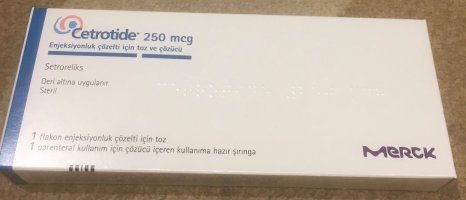 Cetrotide® 250 mcg
Enjeksiyonluk çözelti için toz ve çözücü
Setroreliks
Deri altına uygulanır.
Steril
1 flakon enjeksiyonluk çözelti için toz
1 parenteral kullanım için çözücü içeren kullanıma hazır şırınga
MERCK